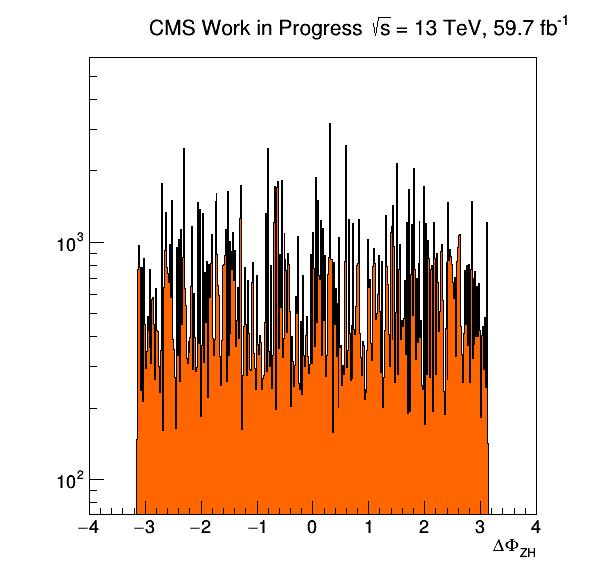 CMS Work in Progress √s = 13 TeV, 59.7 fb⁻¹
10³
10²
−4 −3 −2 −1 0 1 2 3 4
ΔΦ_ZH